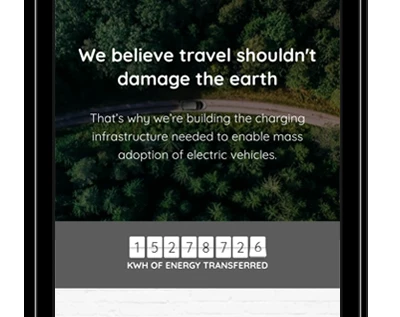 We believe travel shouldn't
damage the earth
That's why we're building the charging
infrastructure needed to enable mass
adoption of electric vehicles.
15278726
KWH OF ENERGY TRANSFERRED